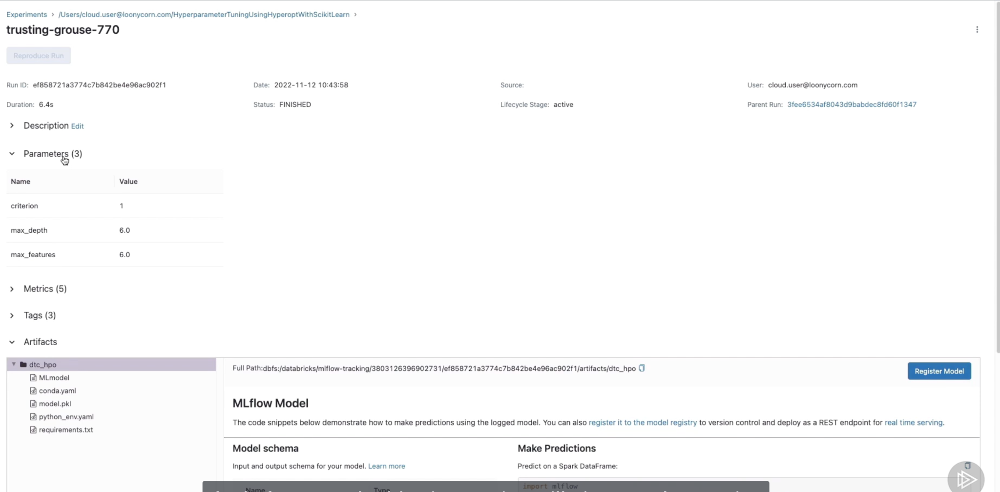 Experiments › /Users/cloud.user@loonycorn.com/HyperparameterTuningUsingHyperoptWithScikitLearn ›
trusting-grouse-770
Reproduce Run
Run ID: ef858721a3774c7b842be4e96ac902f1 Date: 2022-11-12 10:43:58 Source: User: cloud.user@loonycorn.com
Duration: 6.4s Status: FINISHED Lifecycle Stage: active Parent Run: 3fee6534af8043d9babdec8fd60f1347
Description Edit
Parameters (3)
Name Value
criterion 1
max_depth 6.0
max_features 6.0
Metrics (5)
Tags (3)
Artifacts
dtc_hpo
MLmodel
conda.yaml
model.pkl
python_env.yaml
requirements.txt
Full Path:dbfs:/databricks/mlflow-tracking/3803126396902731/ef858721a3774c7b842be4e96ac902f1/artifacts/dtc_hpo
Register Model
MLflow Model
The code snippets below demonstrate how to make predictions using the logged model. You can also register it to the model registry to version control and deploy as a REST endpoint for real time serving.
Model schema
Input and output schema for your model. Learn more
Name Type
Make Predictions
Predict on a Spark DataFrame:
import mlflow